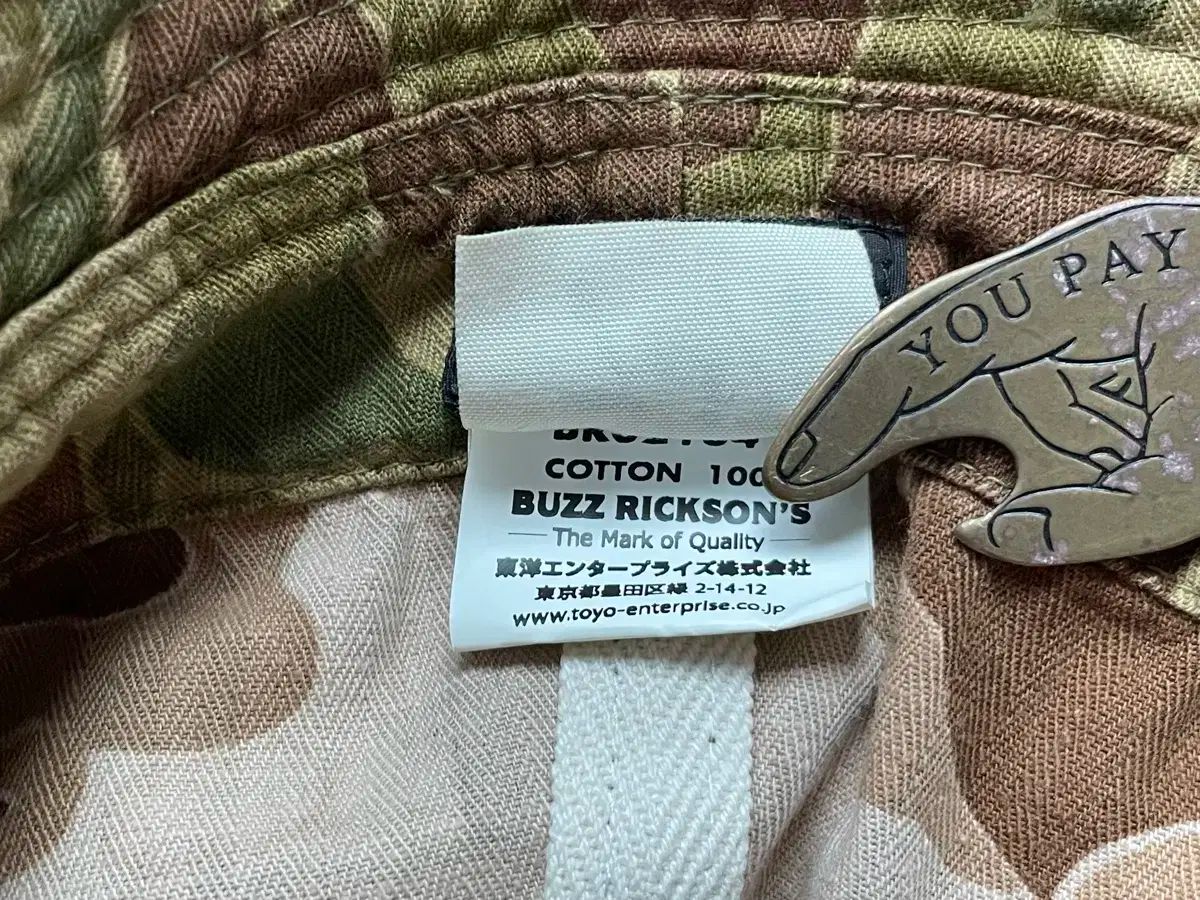 YOU PAY
COTTON 100
BUZZ RICKSON'S
The Mark of Quality
東洋エンタープライズ株式会社
東京都墨田区緑 2-14-12
www.toyo-enterprise.co.jp